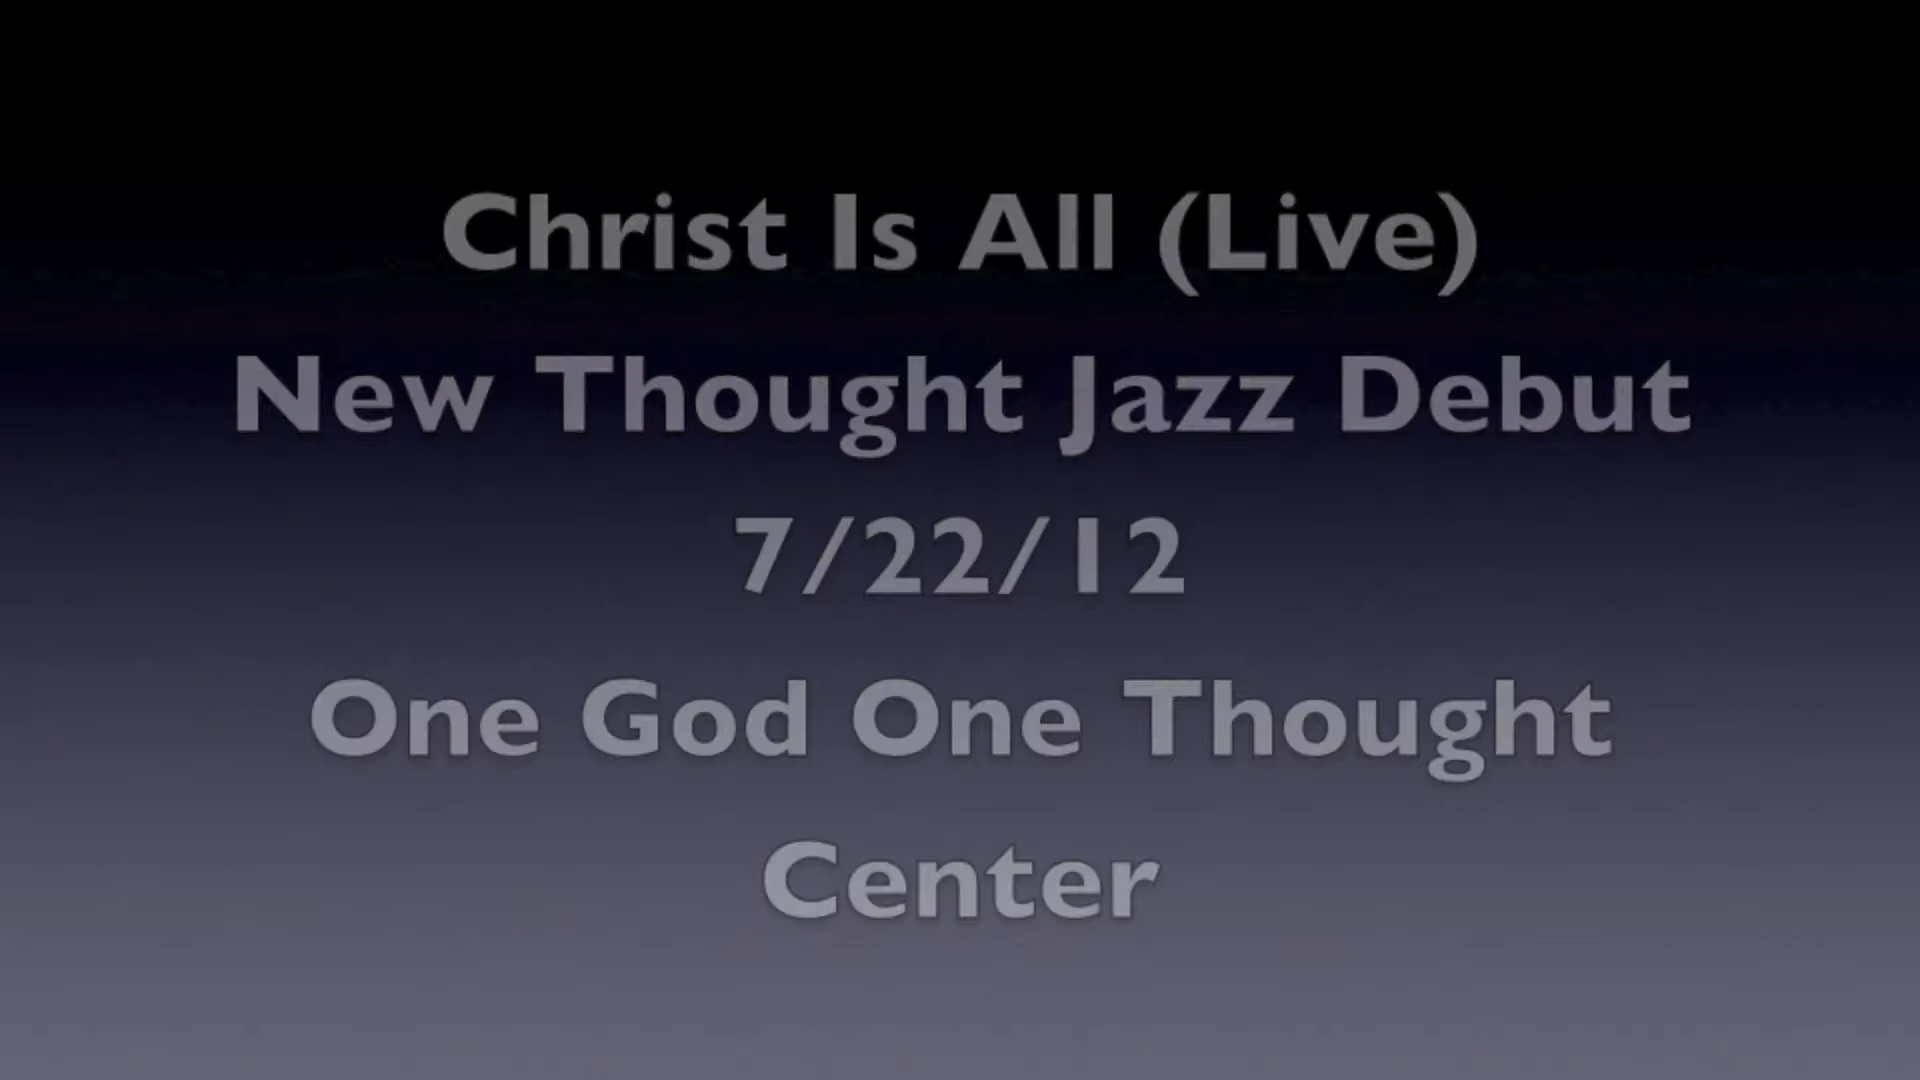 Christ Is All (Live)
New Thought Jazz Debut
7/22/12
One God One Thought
Center